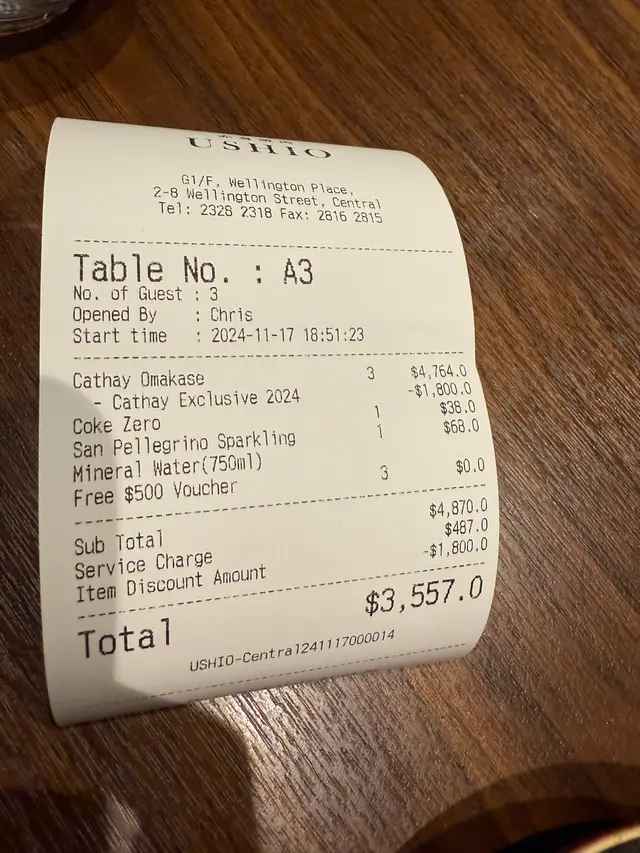 USHIO
G1/F, Wellington Place,
2-8 Wellington Street, Central
Tel: 2328 2318 Fax: 2816 2815
Table No. : A3
No. of Guest : 3
Opened By : Chris
Start time : 2024-11-17 18:51:23
Cathay Omakase 3 $4,764.0
- Cathay Exclusive 2024 -$1,800.0
Coke Zero 1 $38.0
San Pellegrino Sparkling 1 $68.0
Mineral Water(750ml)
Free $500 Voucher 3 $0.0
Sub Total $4,870.0
Service Charge $487.0
Item Discount Amount -$1,800.0
Total $3,557.0
USHIO-Central241117000014